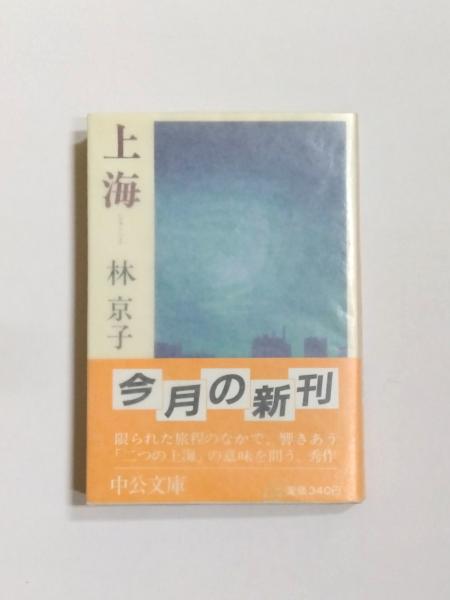 上海
林京子
今月の新刊
限られた旅程のなかで、響きあう
「二つの上海」の意味を問う、秀作
中公文庫
定価340円